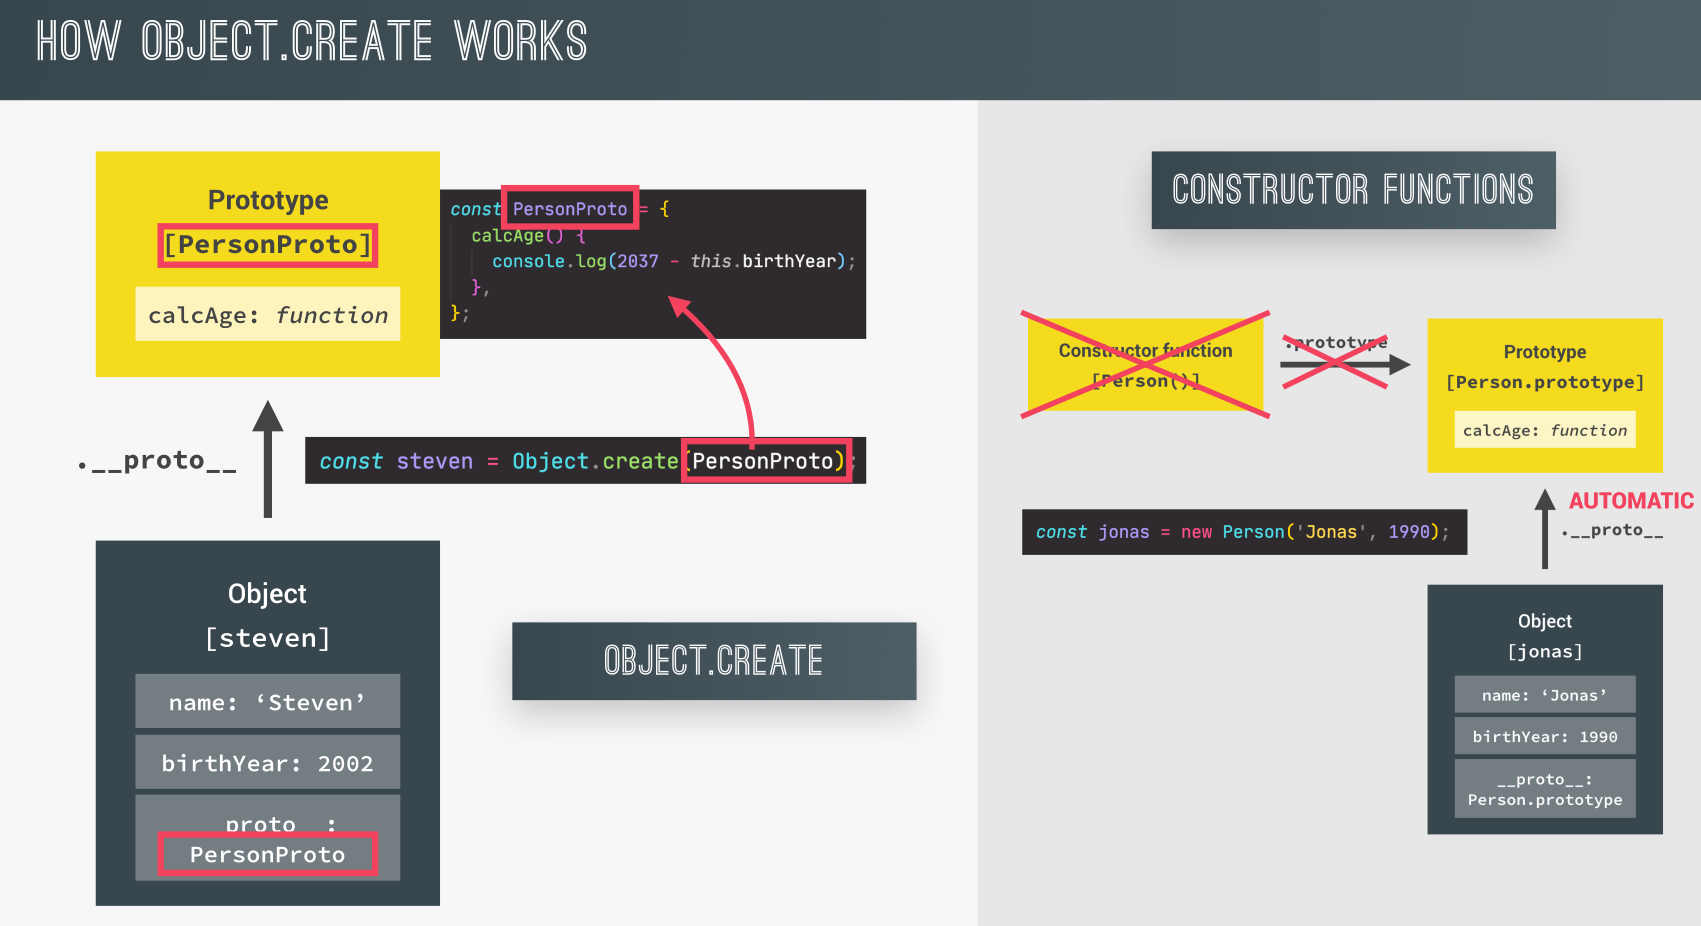 HOW OBJECT.CREATE WORKS
Prototype
[PersonProto]
calcAge: function
const PersonProto = {
calcAge() {
console.log(2037 - this.birthYear);
},
};
.__proto__
const steven = Object.create(PersonProto);
Object
[steven]
name: ‘Steven’
birthYear: 2002
__proto__:
PersonProto
OBJECT.CREATE
CONSTRUCTOR FUNCTIONS
Constructor function
[Person()]
.prototype
Prototype
[Person.prototype]
calcAge: function
const jonas = new Person('Jonas', 1990);
AUTOMATIC
.__proto__
Object
[jonas]
name: ‘Jonas’
birthYear: 1990
__proto__:
Person.prototype